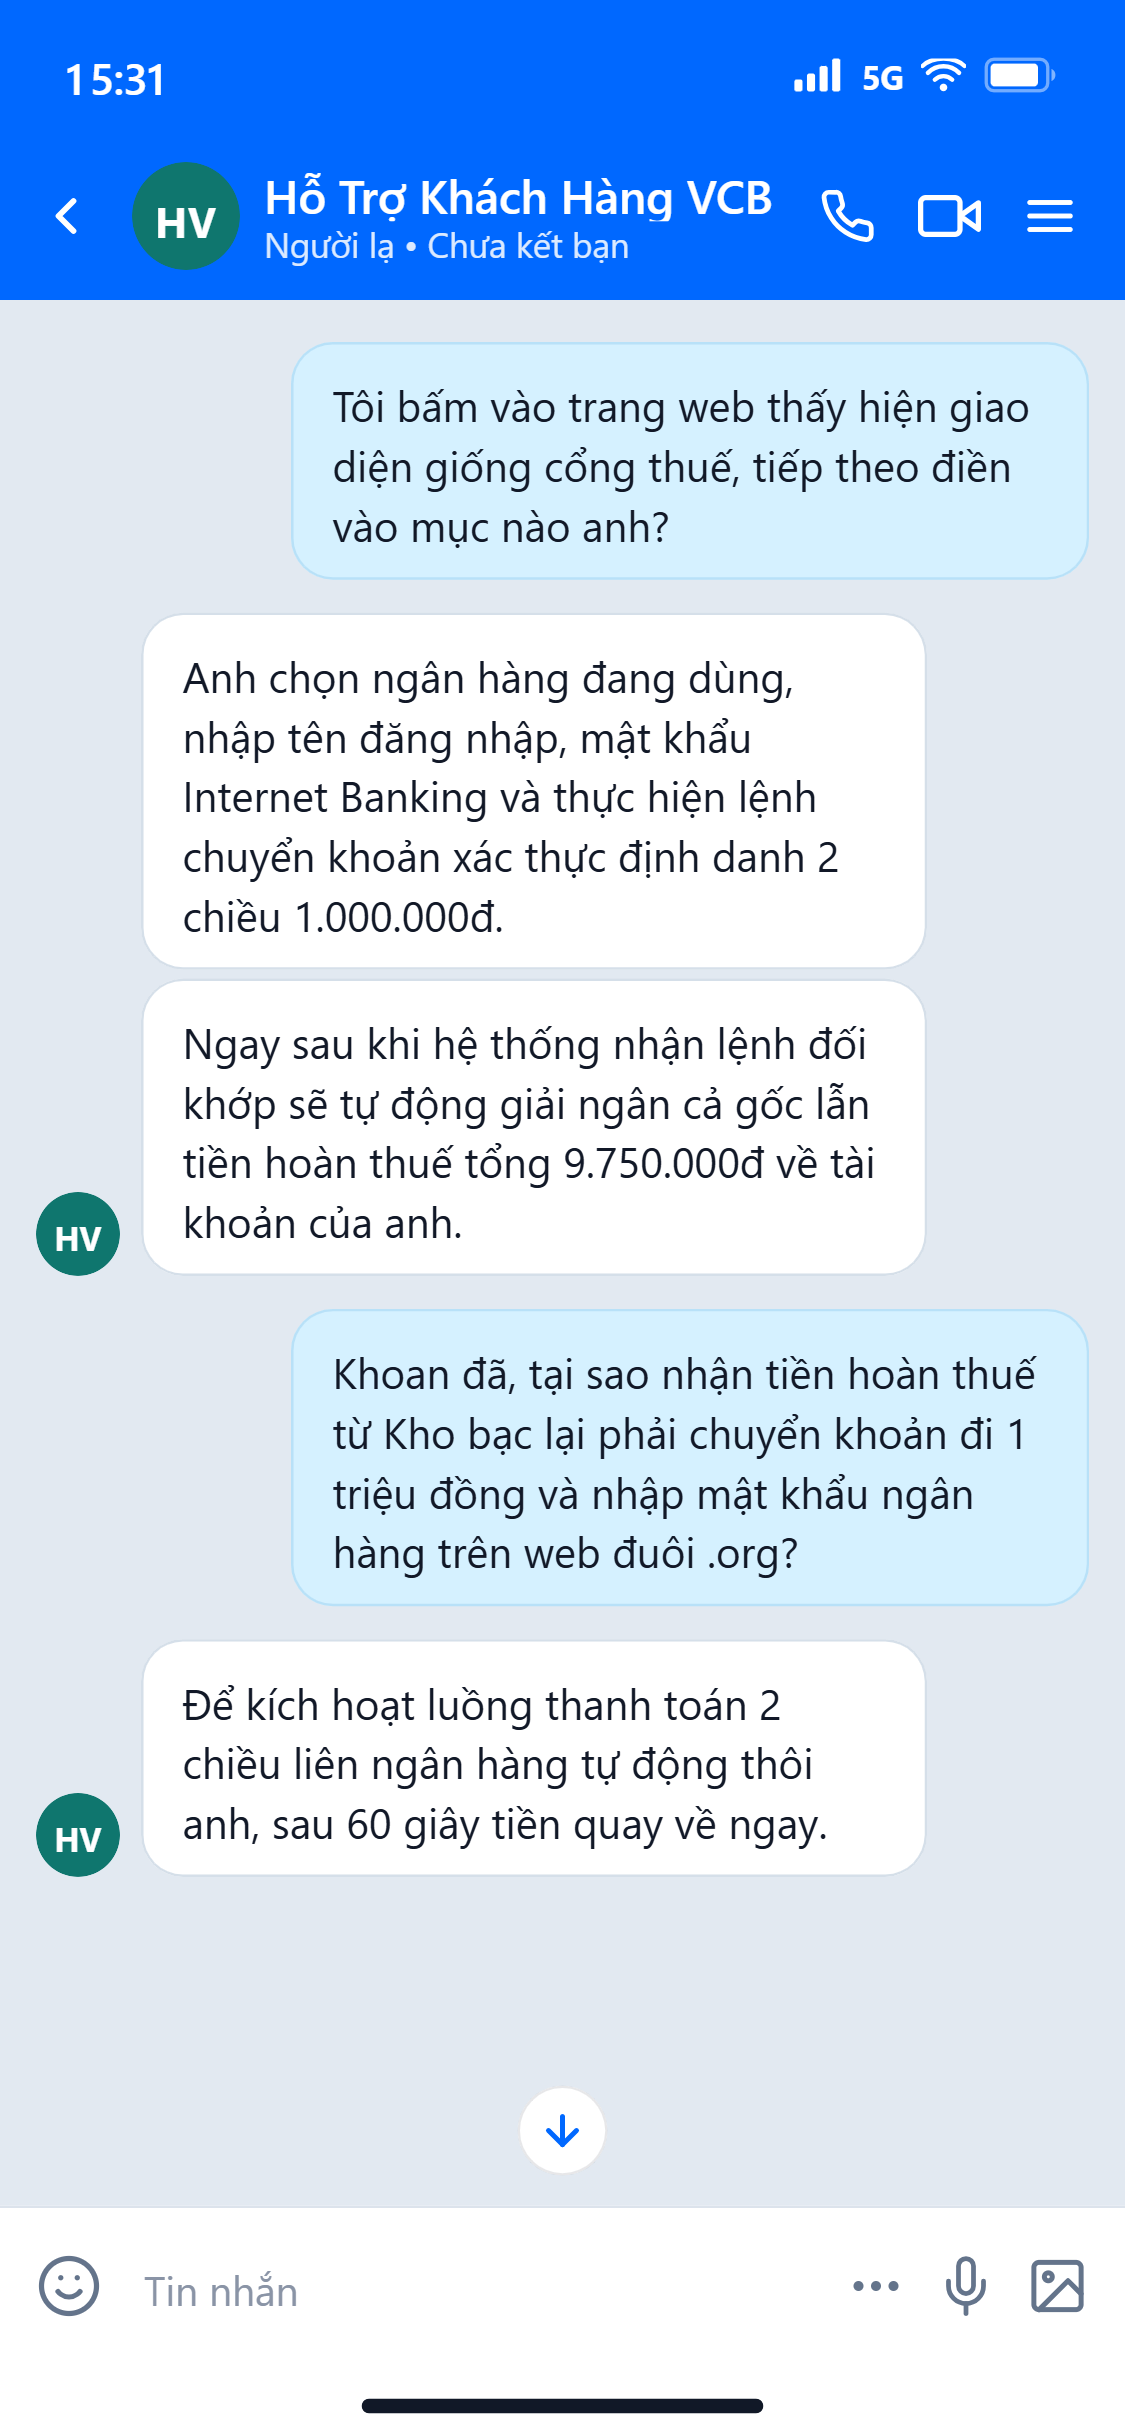 15:31
5G
HV
Hỗ Trợ Khách Hàng VCB
Người lạ • Chưa kết bạn
Tôi bấm vào trang web thấy hiện giao
diện giống cổng thuế, tiếp theo điền
vào mục nào anh?
Anh chọn ngân hàng đang dùng,
nhập tên đăng nhập, mật khẩu
Internet Banking và thực hiện lệnh
chuyển khoản xác thực định danh 2
chiều 1.000.000đ.
Ngay sau khi hệ thống nhận lệnh đối
khớp sẽ tự động giải ngân cả gốc lẫn
tiền hoàn thuế tổng 9.750.000đ về tài
khoản của anh.
HV
Khoan đã, tại sao nhận tiền hoàn thuế
từ Kho bạc lại phải chuyển khoản đi 1
triệu đồng và nhập mật khẩu ngân
hàng trên web đuôi .org?
Để kích hoạt luồng thanh toán 2
chiều liên ngân hàng tự động thôi
anh, sau 60 giây tiền quay về ngay.
HV
Tin nhắn